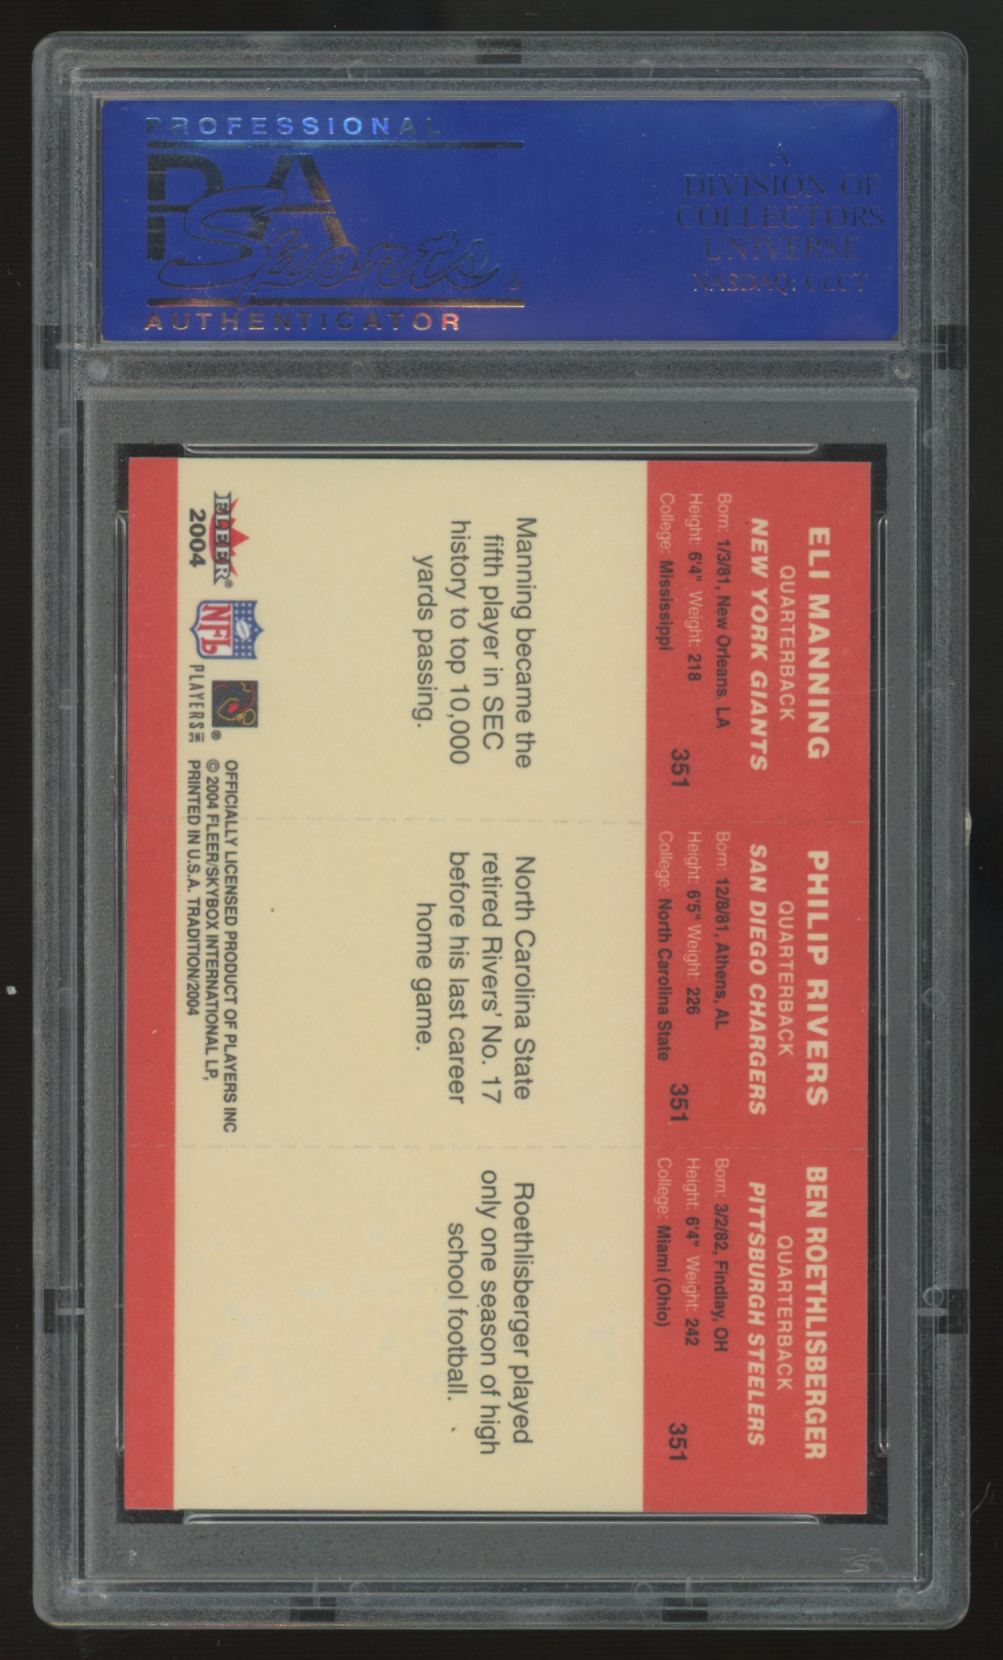 PROFESSIONAL
PSA
Sports
AUTHENTICATOR
A
DIVISION OF
COLLECTORS
UNIVERSE
NASDAQ: CLCT
ELI MANNING
QUARTERBACK
NEW YORK GIANTS
Born: 1/3/81, New Orleans, LA
Height: 6'4" Weight: 218
College: Mississippi
351
Manning became the
fifth player in SEC
history to top 10,000
yards passing.
PHILIP RIVERS
QUARTERBACK
SAN DIEGO CHARGERS
Born: 12/8/81, Athens, AL
Height: 6'5" Weight: 226
College: North Carolina State
351
North Carolina State
retired Rivers' No. 17
before his last career
home game.
BEN ROETHLISBERGER
QUARTERBACK
PITTSBURGH STEELERS
Born: 3/2/82, Findlay, OH
Height: 6'4" Weight: 242
College: Miami (Ohio)
351
Roethlisberger played
only one season of high
school football.
FLEER®
2004
NFL
®
PLAYERS INC
OFFICIALLY LICENSED PRODUCT OF PLAYERS INC
© 2004 FLEER/SKYBOX INTERNATIONAL LP,
PRINTED IN U.S.A. TRADITION/2004